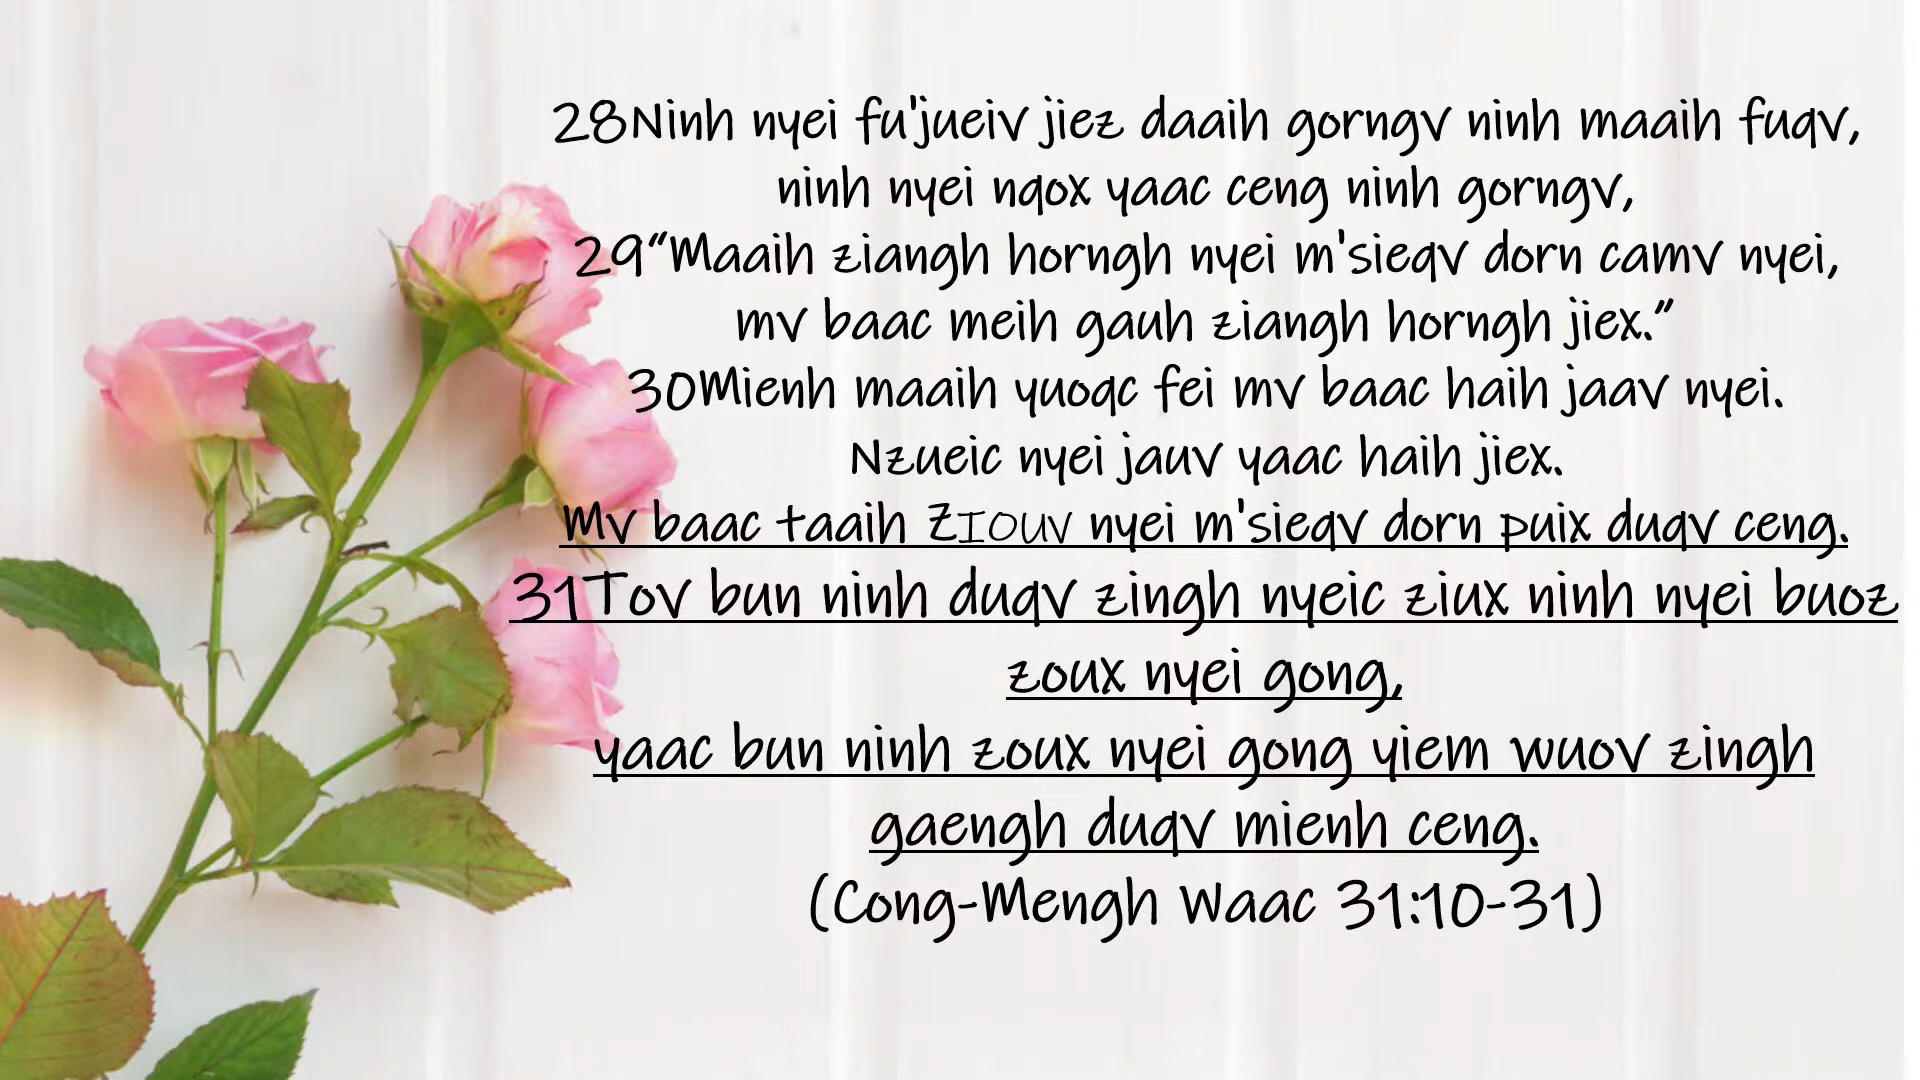 28Ninh nyei fu'jueiv jiez daaih gorngv ninh maaih fuqv,
ninh nyei nqox yaac ceng ninh gorngv,
29“Maaih ziangh horngh nyei m'sieqv dorn camv nyei,
mv baac meih gauh ziangh horngh jiex.”
30Mienh maaih yuoqc fei mv baac haih jaav nyei.
Nzueic nyei jauv yaac haih jiex.
Mv baac taaih ZIOUV nyei m'sieqv dorn puix duqv ceng.
31Tov bun ninh duqv zingh nyeic ziux ninh nyei buoz
zoux nyei gong,
yaac bun ninh zoux nyei gong yiem wuov zingh
gaengh duqv mienh ceng.
(Cong-Mengh Waac 31:10-31)